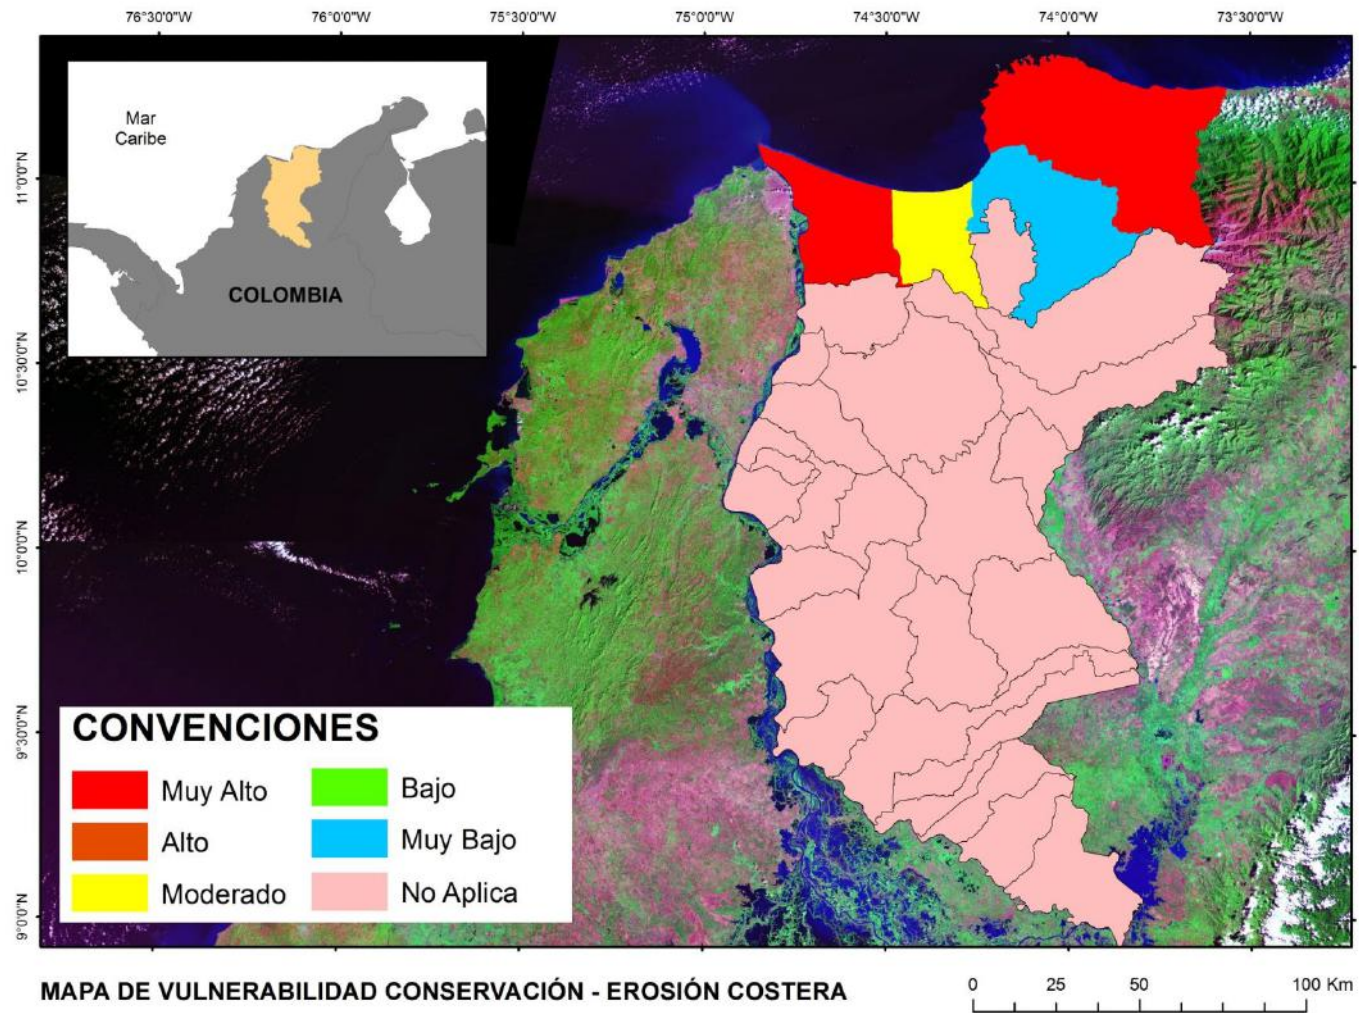 76°30'0"W 76°0'0"W 75°30'0"W 75°0'0"W 74°30'0"W 74°0'0"W 73°30'0"W
Mar
Caribe
COLOMBIA
11°0'0"N
10°30'0"N
10°0'0"N
9°30'0"N
9°0'0"N
CONVENCIONES
Muy Alto
Alto
Moderado
Bajo
Muy Bajo
No Aplica
MAPA DE VULNERABILIDAD CONSERVACIÓN - EROSIÓN COSTERA
0 25 50 100 Km